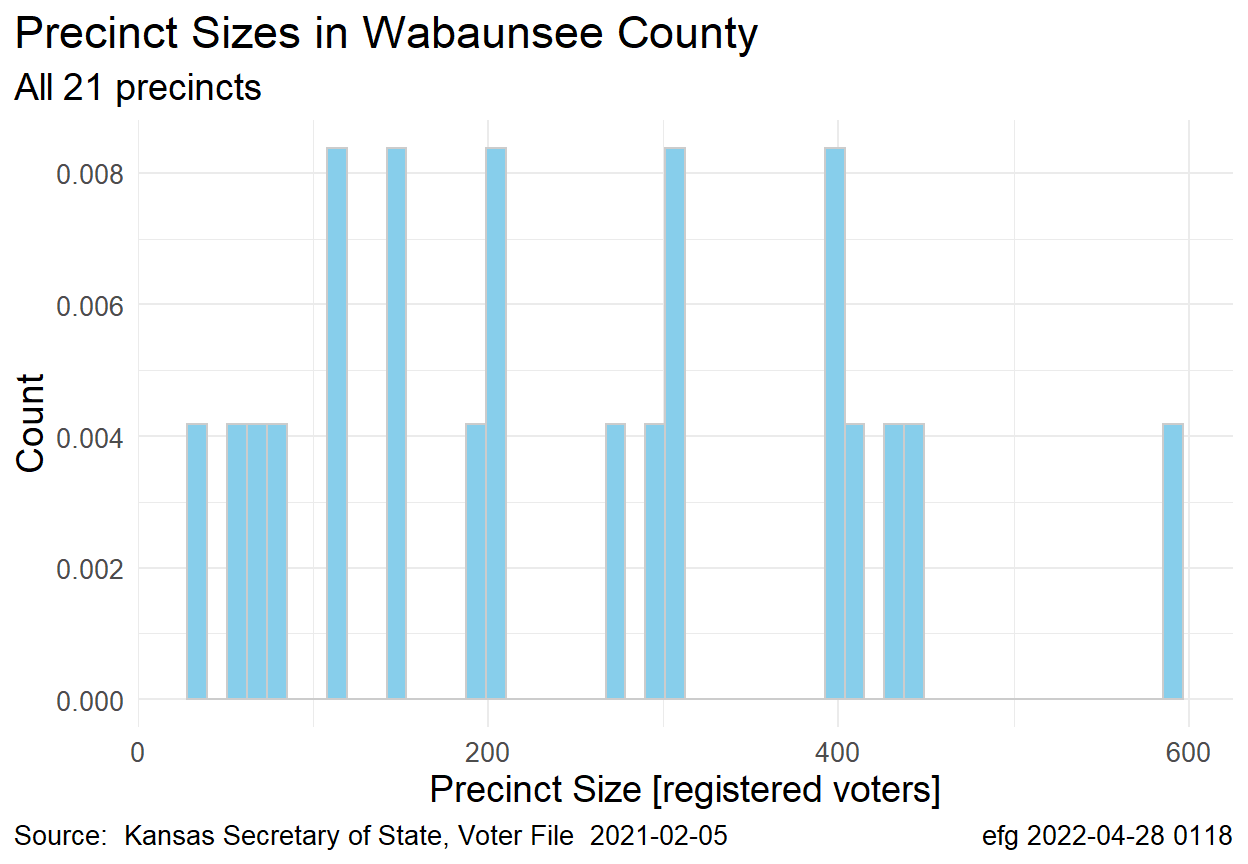 Precinct Sizes in Wabaunsee County
All 21 precincts
0.008
0.006
0.004
0.002
0.000
Count
0
200
400
600
Precinct Size [registered voters]
Source:  Kansas Secretary of State, Voter File  2021-02-05
efg 2022-04-28 0118